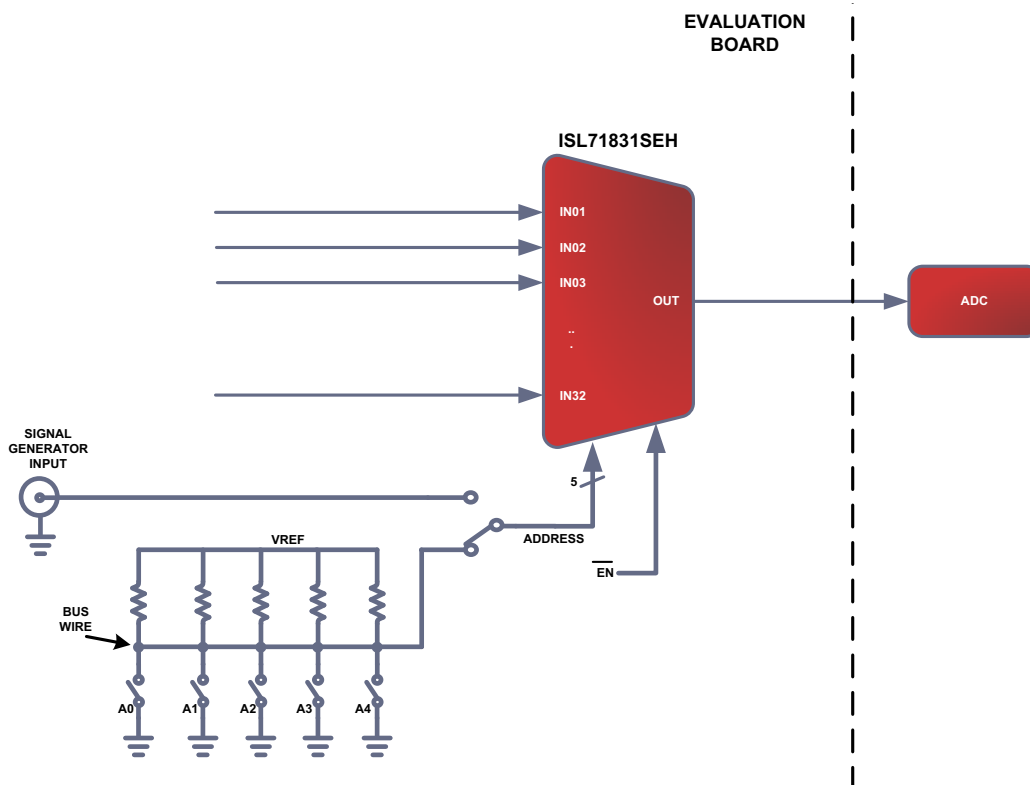 EVALUATION
BOARD
ISL71831SEH
IN01
IN02
IN03
OUT
ADC
..
.
IN32
SIGNAL
GENERATOR
INPUT
5
ADDRESS
VREF
EN
BUS
WIRE
A0
A1
A2
A3
A4